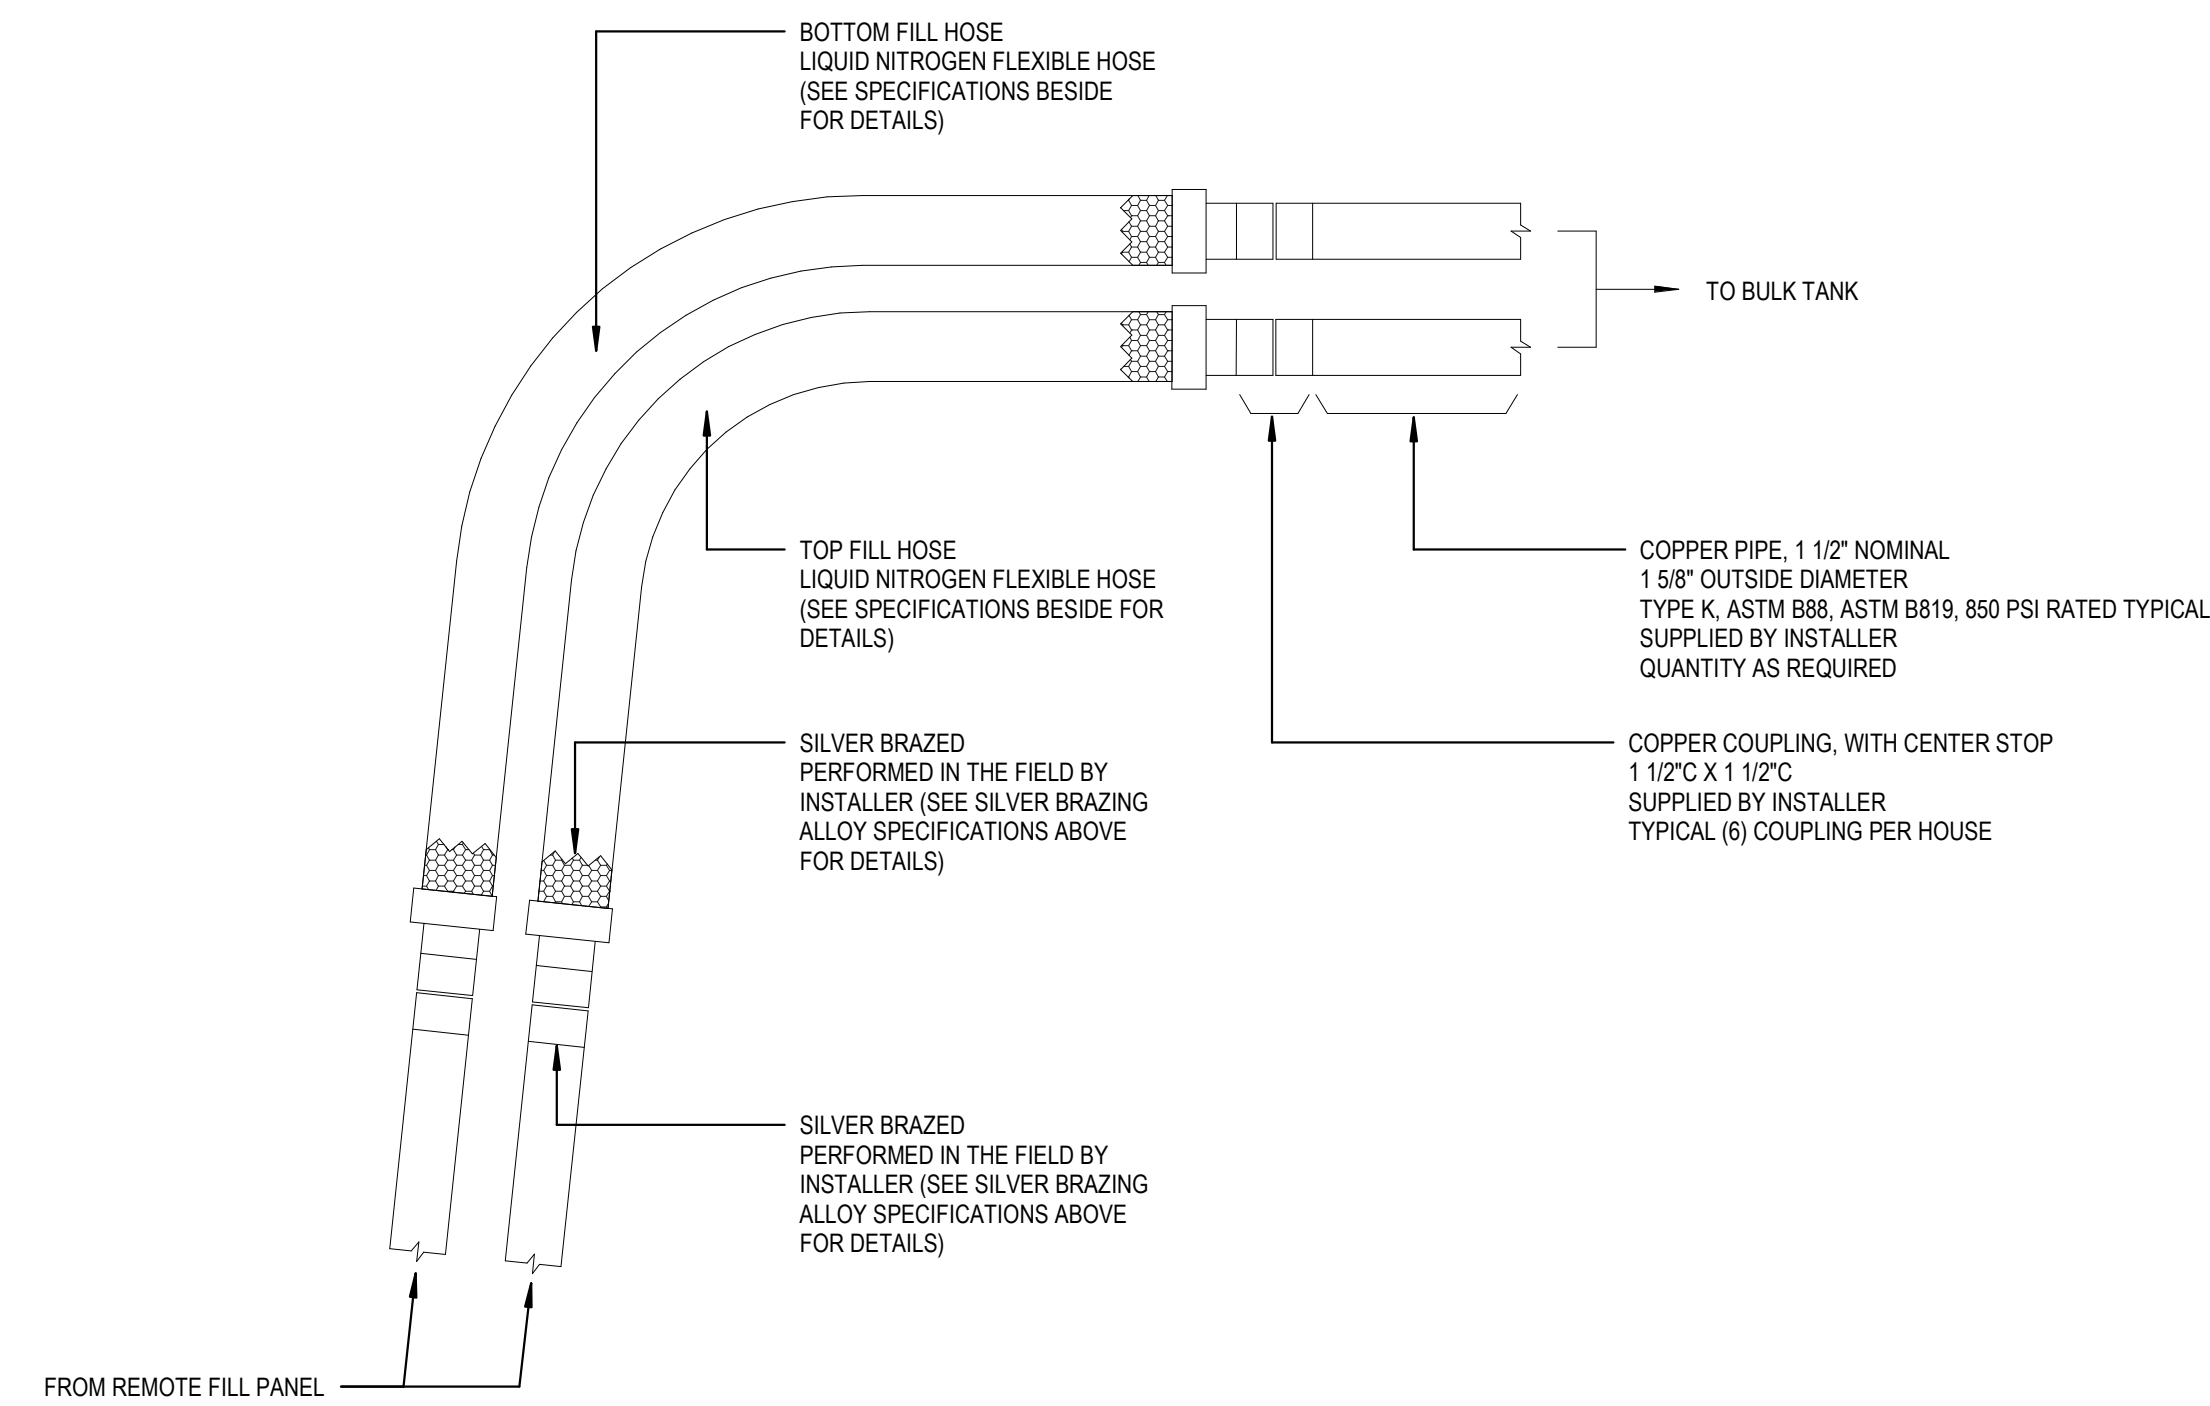 BOTTOM FILL HOSE
LIQUID NITROGEN FLEXIBLE HOSE
(SEE SPECIFICATIONS BESIDE
FOR DETAILS)
TO BULK TANK
TOP FILL HOSE
LIQUID NITROGEN FLEXIBLE HOSE
(SEE SPECIFICATIONS BESIDE FOR
DETAILS)
COPPER PIPE, 1 1/2" NOMINAL
1 5/8" OUTSIDE DIAMETER
TYPE K, ASTM B88, ASTM B819, 850 PSI RATED TYPICAL
SUPPLIED BY INSTALLER
QUANTITY AS REQUIRED
SILVER BRAZED
PERFORMED IN THE FIELD BY
INSTALLER (SEE SILVER BRAZING
ALLOY SPECIFICATIONS ABOVE
FOR DETAILS)
COPPER COUPLING, WITH CENTER STOP
1 1/2"C X 1 1/2"C
SUPPLIED BY INSTALLER
TYPICAL (6) COUPLING PER HOUSE
SILVER BRAZED
PERFORMED IN THE FIELD BY
INSTALLER (SEE SILVER BRAZING
ALLOY SPECIFICATIONS ABOVE
FOR DETAILS)
FROM REMOTE FILL PANEL